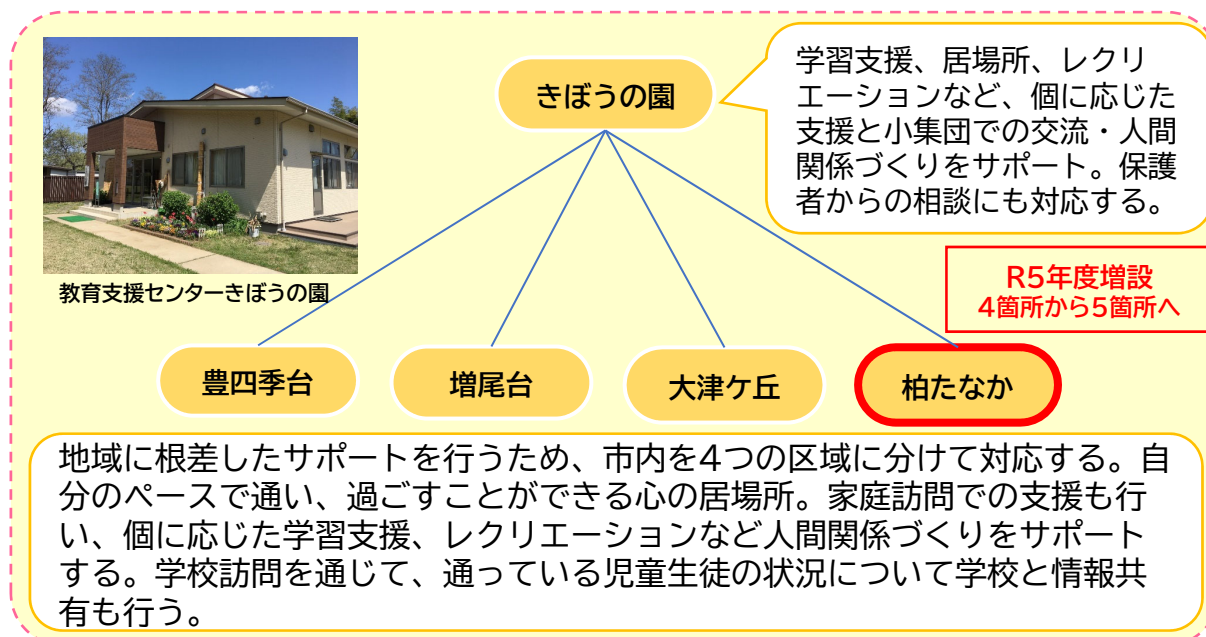 きぼうの園
学習支援、居場所、レクリ
エーションなど、個に応じた
支援と小集団での交流・人間
関係づくりをサポート。保護
者からの相談にも対応する。
教育支援センターきぼうの園
R5年度増設
4箇所から5箇所へ
豊四季台
増尾台
大津ケ丘
柏たなか
地域に根差したサポートを行うため、市内を4つの区域に分けて対応する。自
分のペースで通い、過ごすことができる心の居場所。家庭訪問での支援も行
い、個に応じた学習支援、レクリエーションなど人間関係づくりをサポート
する。学校訪問を通じて、通っている児童生徒の状況について学校と情報共
有も行う。